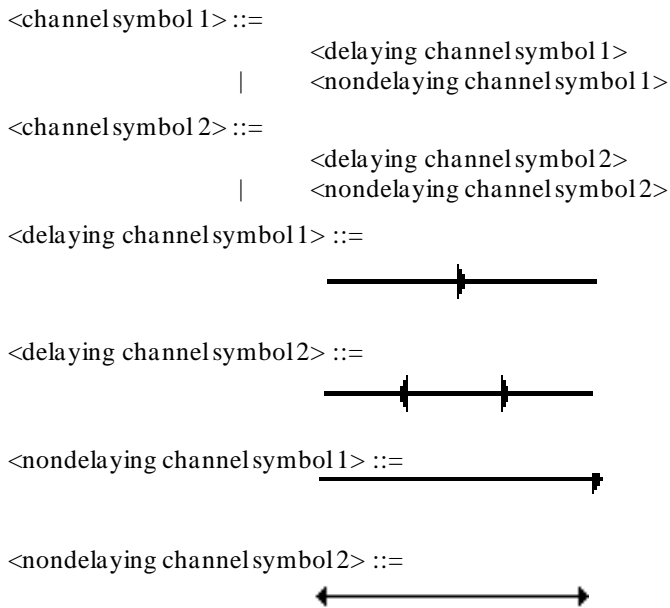 <channel symbol 1> ::=
<delaying channel symbol 1>
| <nondelaying channel symbol 1>
<channel symbol 2> ::=
<delaying channel symbol 2>
| <nondelaying channel symbol 2>
<delaying channel symbol 1> ::=
<delaying channel symbol 2> ::=
<nondelaying channel symbol 1> ::=
<nondelaying channel symbol 2> ::=